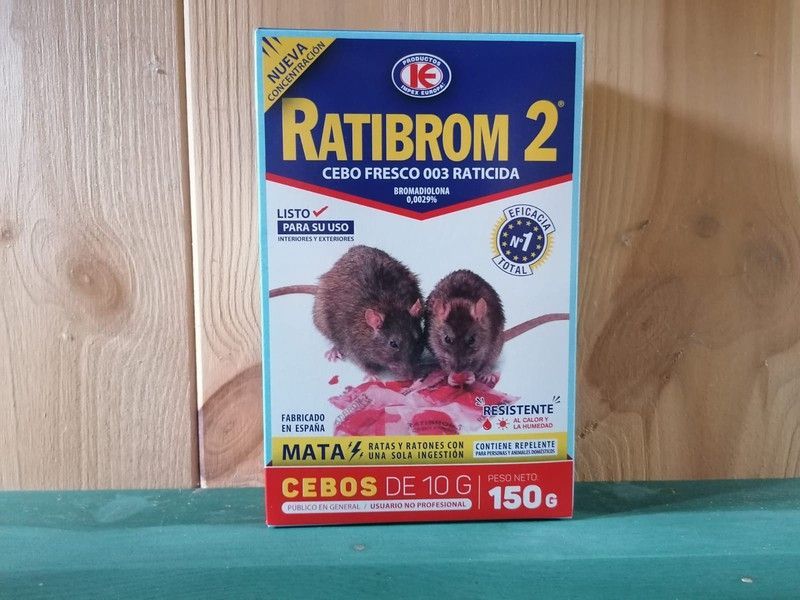 NUEVA
CONCENTRACIÓN
PRODUCTOS
IE
IMPEX EUROPA
RATIBROM 2®
CEBO FRESCO 003 RATICIDA
BROMADIOLONA
0,0029%
LISTO
PARA SU USO
INTERIORES Y EXTERIORES
EFICACIA
Nº1
TOTAL
RATIBROM
RESISTENTE
AL CALOR Y
LA HUMEDAD
FABRICADO
EN ESPAÑA
MATA RATAS Y RATONES CON
UNA SOLA INGESTIÓN
CONTIENE REPELENTE
PARA PERSONAS Y ANIMALES DOMÉSTICOS
CEBOS DE 10 G
PÚBLICO EN GENERAL / USUARIO NO PROFESIONAL
PESO NETO:
150 G